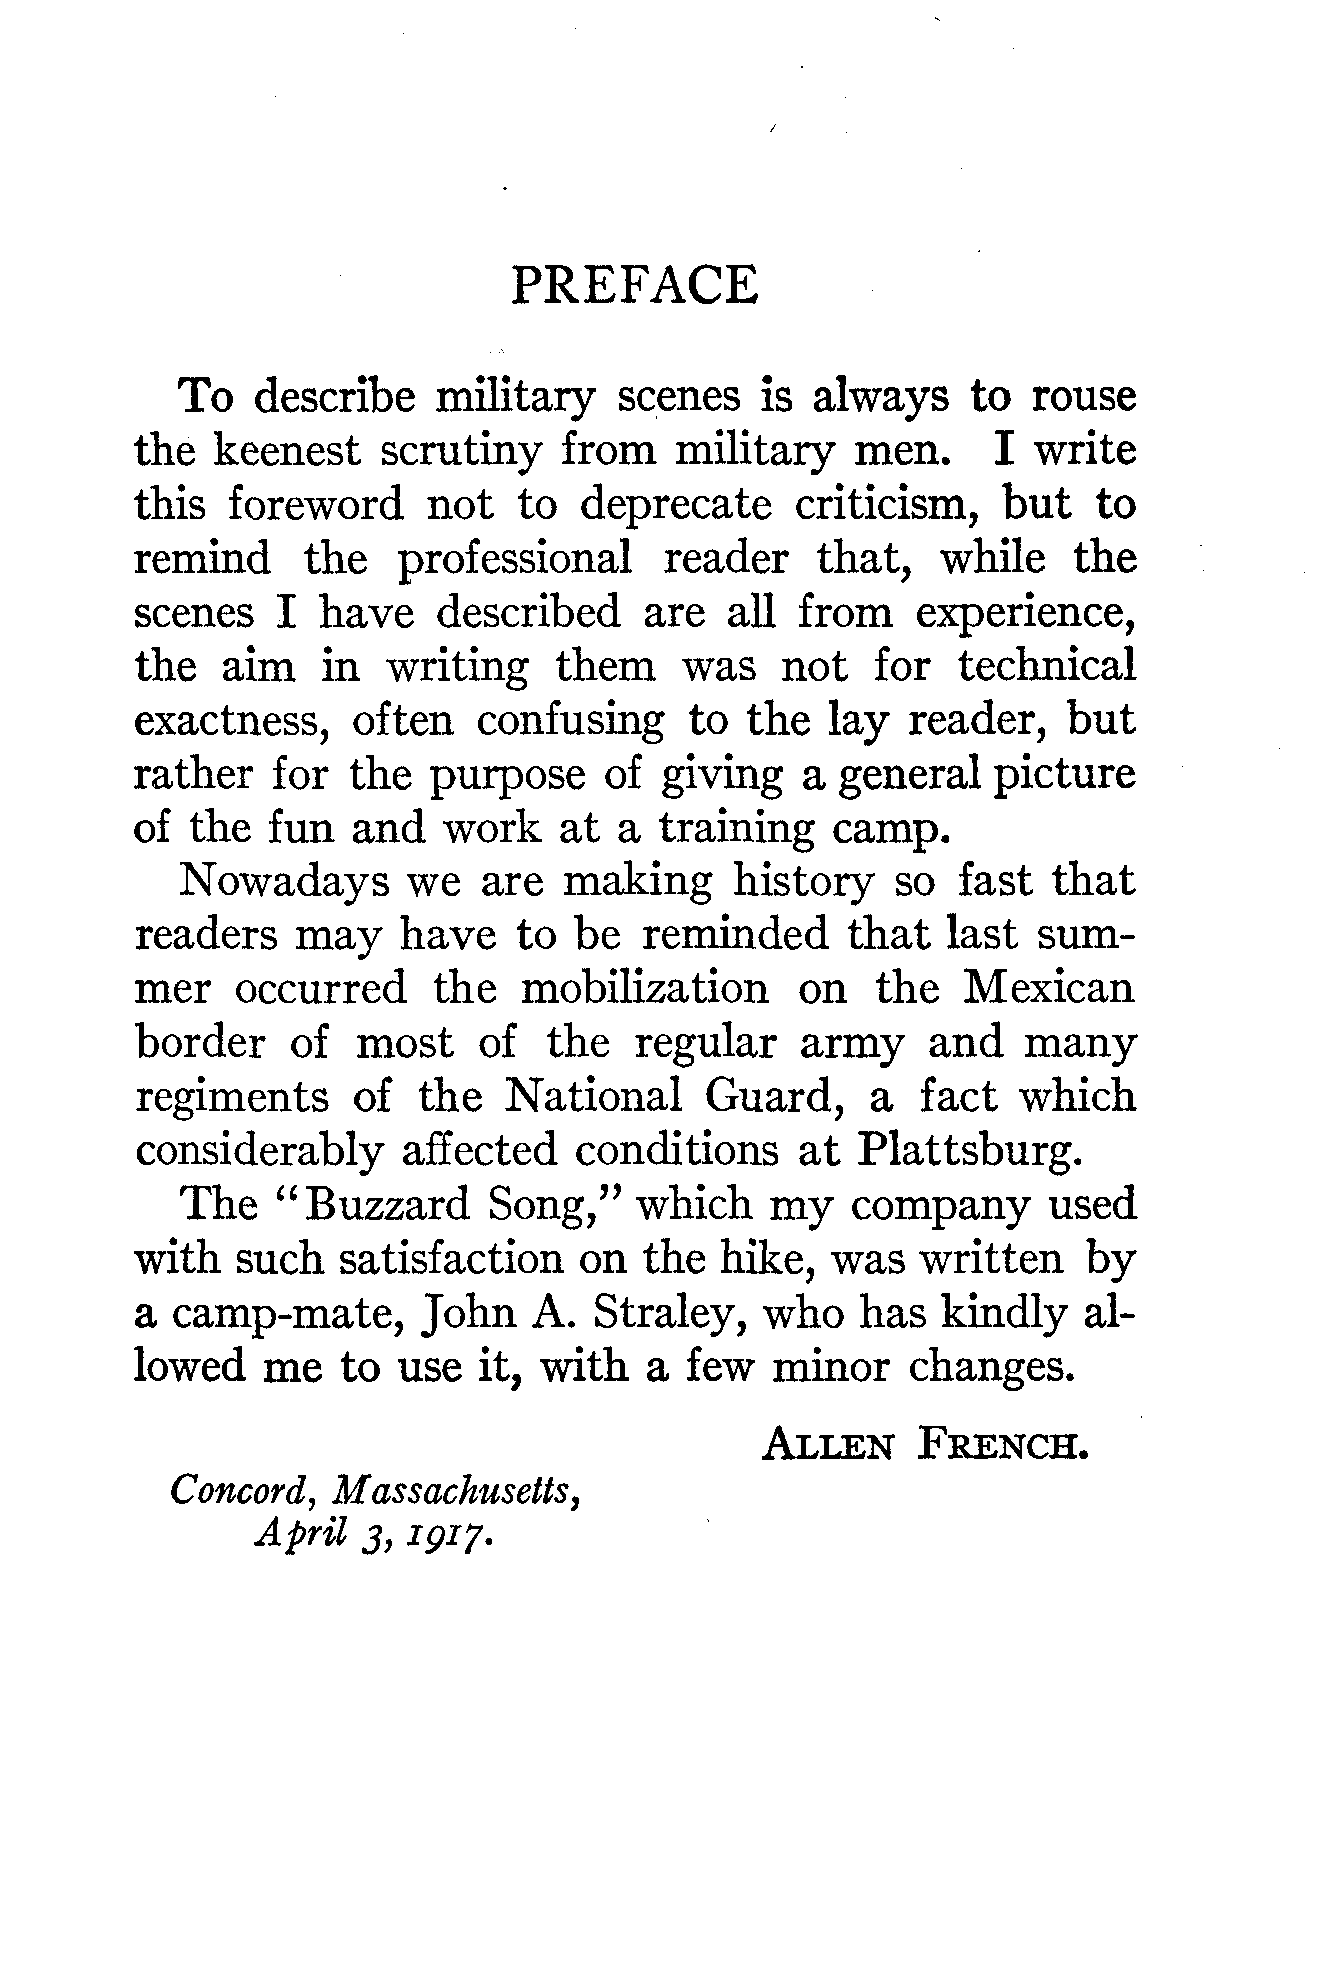 PREFACE
To describe military scenes is always to rouse
the keenest scrutiny from military men. I write
this foreword not to deprecate criticism, but to
remind the professional reader that, while the
scenes I have described are all from experience,
the aim in writing them was not for technical
exactness, often confusing to the lay reader, but
rather for the purpose of giving a general picture
of the fun and work at a training camp.
Nowadays we are making history so fast that
readers may have to be reminded that last sum-
mer occurred the mobilization on the Mexican
border of most of the regular army and many
regiments of the National Guard, a fact which
considerably affected conditions at Plattsburg.
The “Buzzard Song,” which my company used
with such satisfaction on the hike, was written by
a camp-mate, John A. Straley, who has kindly al-
lowed me to use it, with a few minor changes.
ALLEN FRENCH.
Concord, Massachusetts,
April 3, 1917.